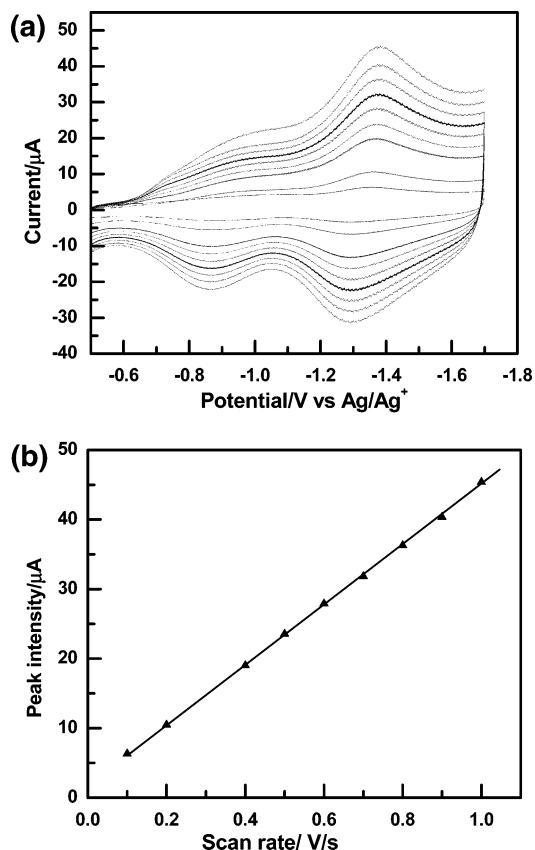 (a)
50
40
30
20
10
0
-10
-20
-30
-40
Current/μA
-0.6 -0.8 -1.0 -1.2 -1.4 -1.6 -1.8
Potential/V vs Ag/Ag+
(b)
50
40
30
20
10
0
Peak intensity/μA
0.0 0.2 0.4 0.6 0.8 1.0
Scan rate/ V/s